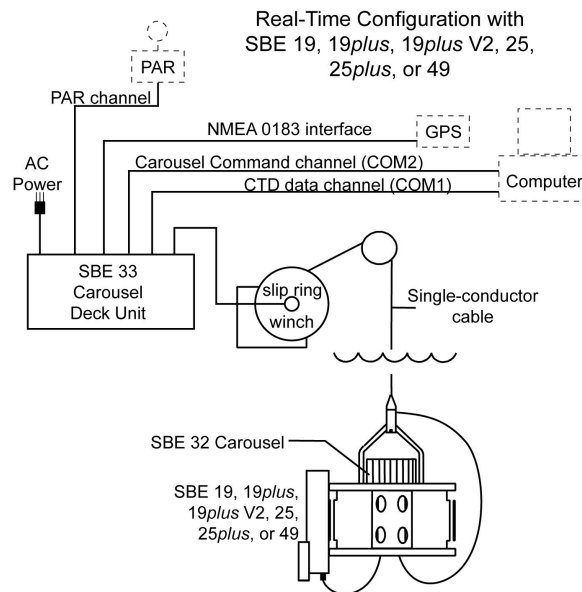 Real-Time Configuration with
SBE 19, 19plus, 19plus V2, 25,
25plus, or 49
PAR
PAR channel
NMEA 0183 interface
GPS
AC
Power
Carousel Command channel (COM2)
CTD data channel (COM1)
Computer
SBE 33
Carousel
Deck Unit
slip ring
winch
Single-conductor
cable
SBE 32 Carousel
SBE 19, 19plus,
19plus V2, 25,
25plus, or 49